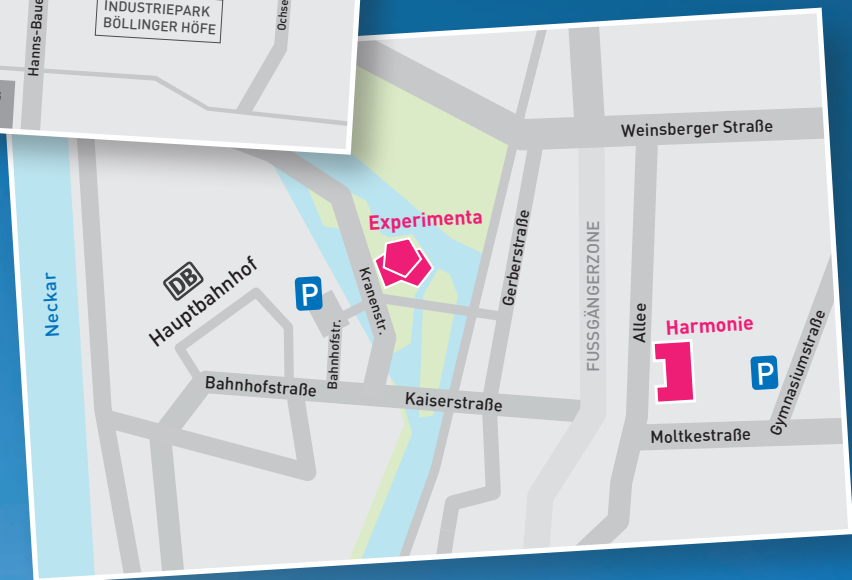 Hanns-Baue
INDUSTRIEPARK
BÖLLINGER HÖFE
Ochse
Weinsberger Straße
Experimenta
Gerberstraße
FUSSGÄNGERZONE
DB
Hauptbahnhof
P
Kranenstr.
Neckar
Bahnhofstr.
Allee
Harmonie
P
Gymnasiumstraße
Bahnhofstraße
Kaiserstraße
Moltkestraße